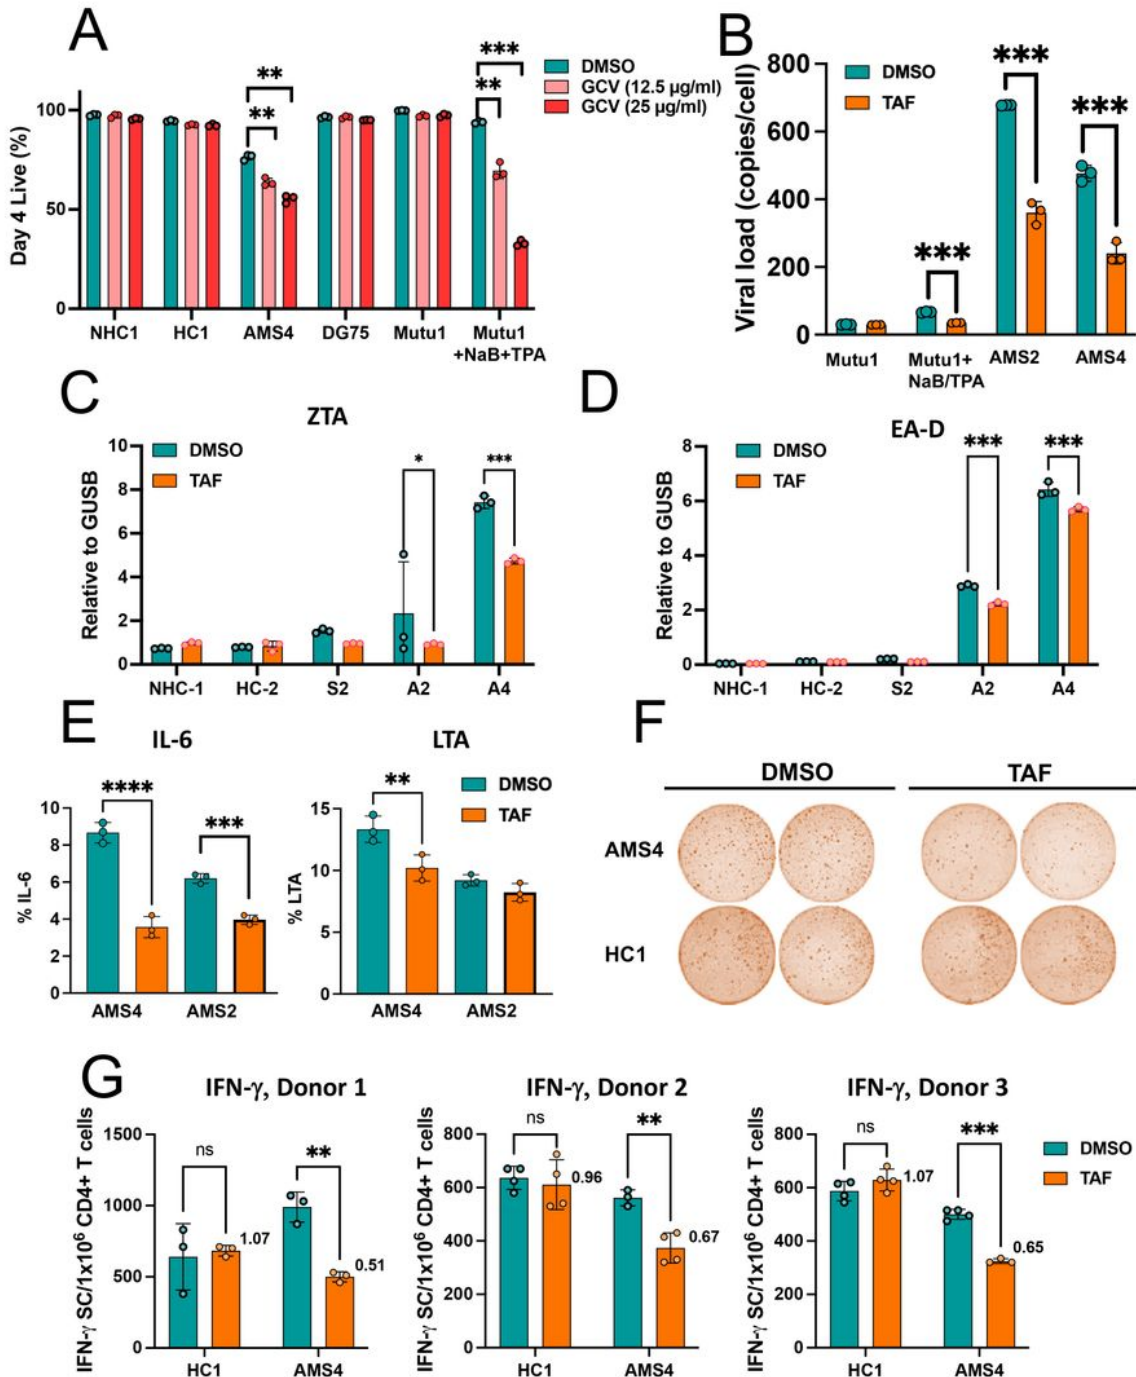 A
DMSO
GCV (12.5 µg/ml)
GCV (25 µg/ml)
Day 4 Live (%)
100
50
0
** ** *** **
NHC1 HC1 AMS4 DG75 Mutu1 Mutu1 +NaB+TPA
B
DMSO
TAF
Viral load (copies/cell)
800
600
400
200
0
*** *** ***
Mutu1 Mutu1+ NaB/TPA AMS2 AMS4
C
ZTA
DMSO
TAF
Relative to GUSB
10
8
6
4
2
0
* ***
NHC-1 HC-2 S2 A2 A4
D
EA-D
DMSO
TAF
Relative to GUSB
8
6
4
2
0
*** ***
NHC-1 HC-2 S2 A2 A4
E
IL-6
% IL-6
10
8
6
4
2
0
**** ***
AMS4 AMS2
LTA
DMSO
TAF
% LTA
15
10
5
0
**
AMS4 AMS2
F
DMSO TAF
AMS4
HC1
G
IFN-γ, Donor 1
IFN-γ SC/1x10⁶ CD4+ T cells
1500
1000
500
0
ns **
1.07
0.51
HC1 AMS4
IFN-γ, Donor 2
IFN-γ SC/1x10⁶ CD4+ T cells
800
600
400
200
0
ns **
0.96
0.67
HC1 AMS4
IFN-γ, Donor 3
IFN-γ SC/1x10⁶ CD4+ T cells
800
600
400
200
0
ns ***
1.07
0.65
HC1 AMS4
DMSO
TAF